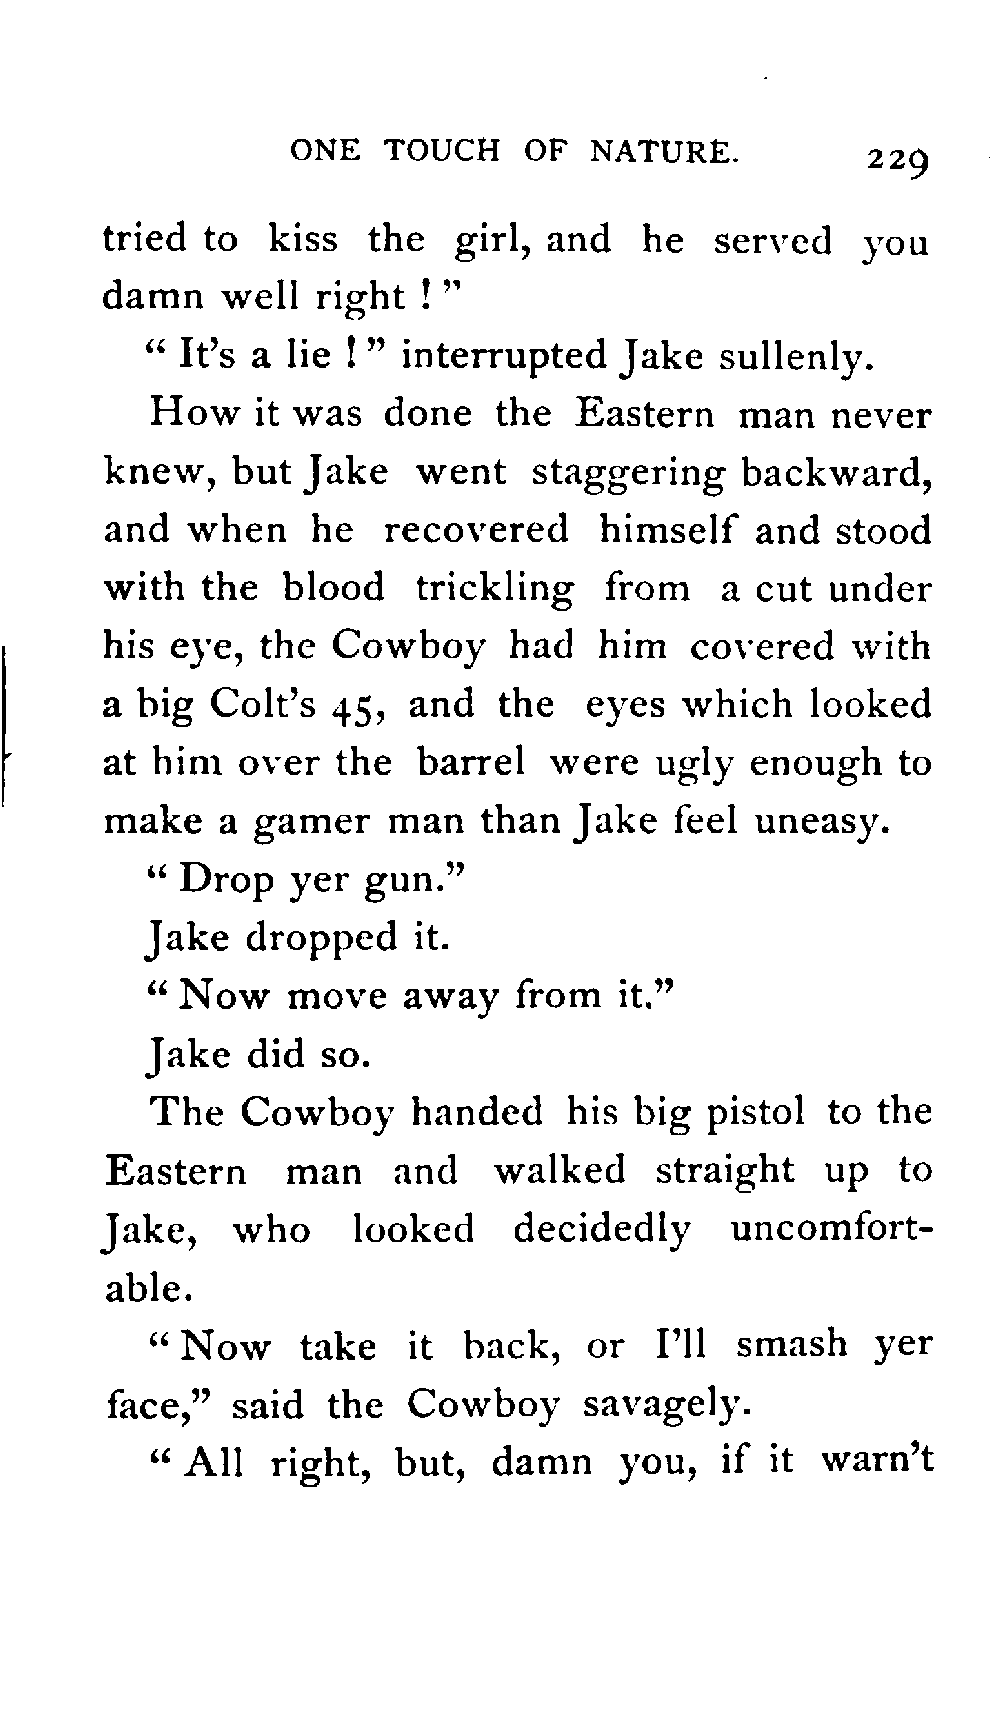 ONE TOUCH OF NATURE. 229
tried to kiss the girl, and he served you
damn well right ! ”
“ It’s a lie ! ” interrupted Jake sullenly.
How it was done the Eastern man never
knew, but Jake went staggering backward,
and when he recovered himself and stood
with the blood trickling from a cut under
his eye, the Cowboy had him covered with
a big Colt’s 45, and the eyes which looked
at him over the barrel were ugly enough to
make a gamer man than Jake feel uneasy.
“ Drop yer gun.”
Jake dropped it.
“ Now move away from it.”
Jake did so.
The Cowboy handed his big pistol to the
Eastern man and walked straight up to
Jake, who looked decidedly uncomfort-
able.
“ Now take it back, or I’ll smash yer
face,” said the Cowboy savagely.
“ All right, but, damn you, if it warn’t